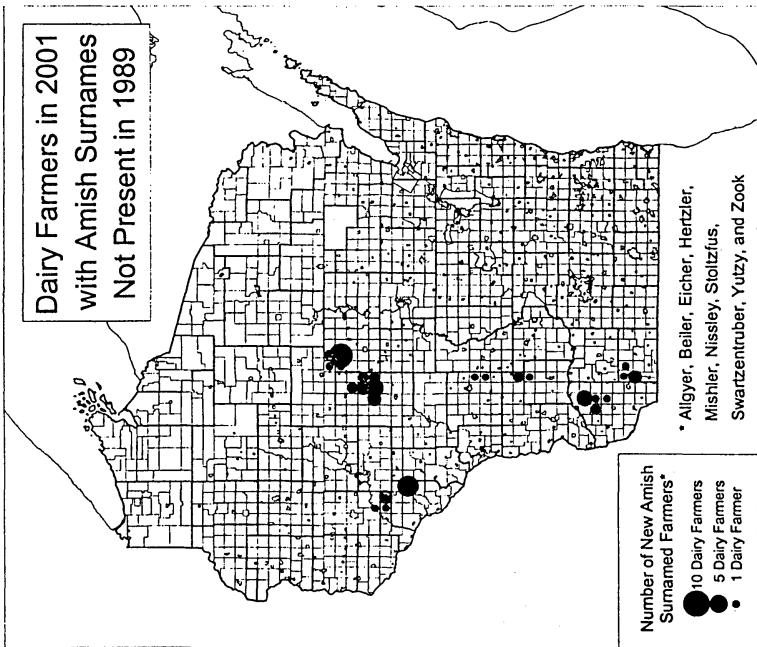 Dairy Farmers in 2001
with Amish Surnames
Not Present in 1989
Number of New Amish
Surnamed Farmers*
10 Dairy Farmers
5 Dairy Farmers
1 Dairy Farmer
* Allgyer, Beiler, Eicher, Hertzler,
Mishler, Nissley, Stoltzfus,
Swartzentruber, Yutzy, and Zook